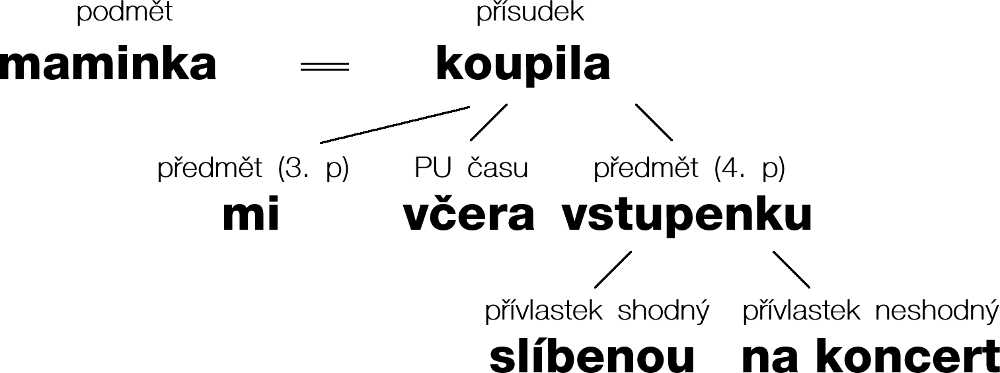 podmět přísudek
maminka koupila
předmět (3. p) PU času předmět (4. p)
mi včera vstupenku
přívlastek shodný přívlastek neshodný
slíbenou na koncert